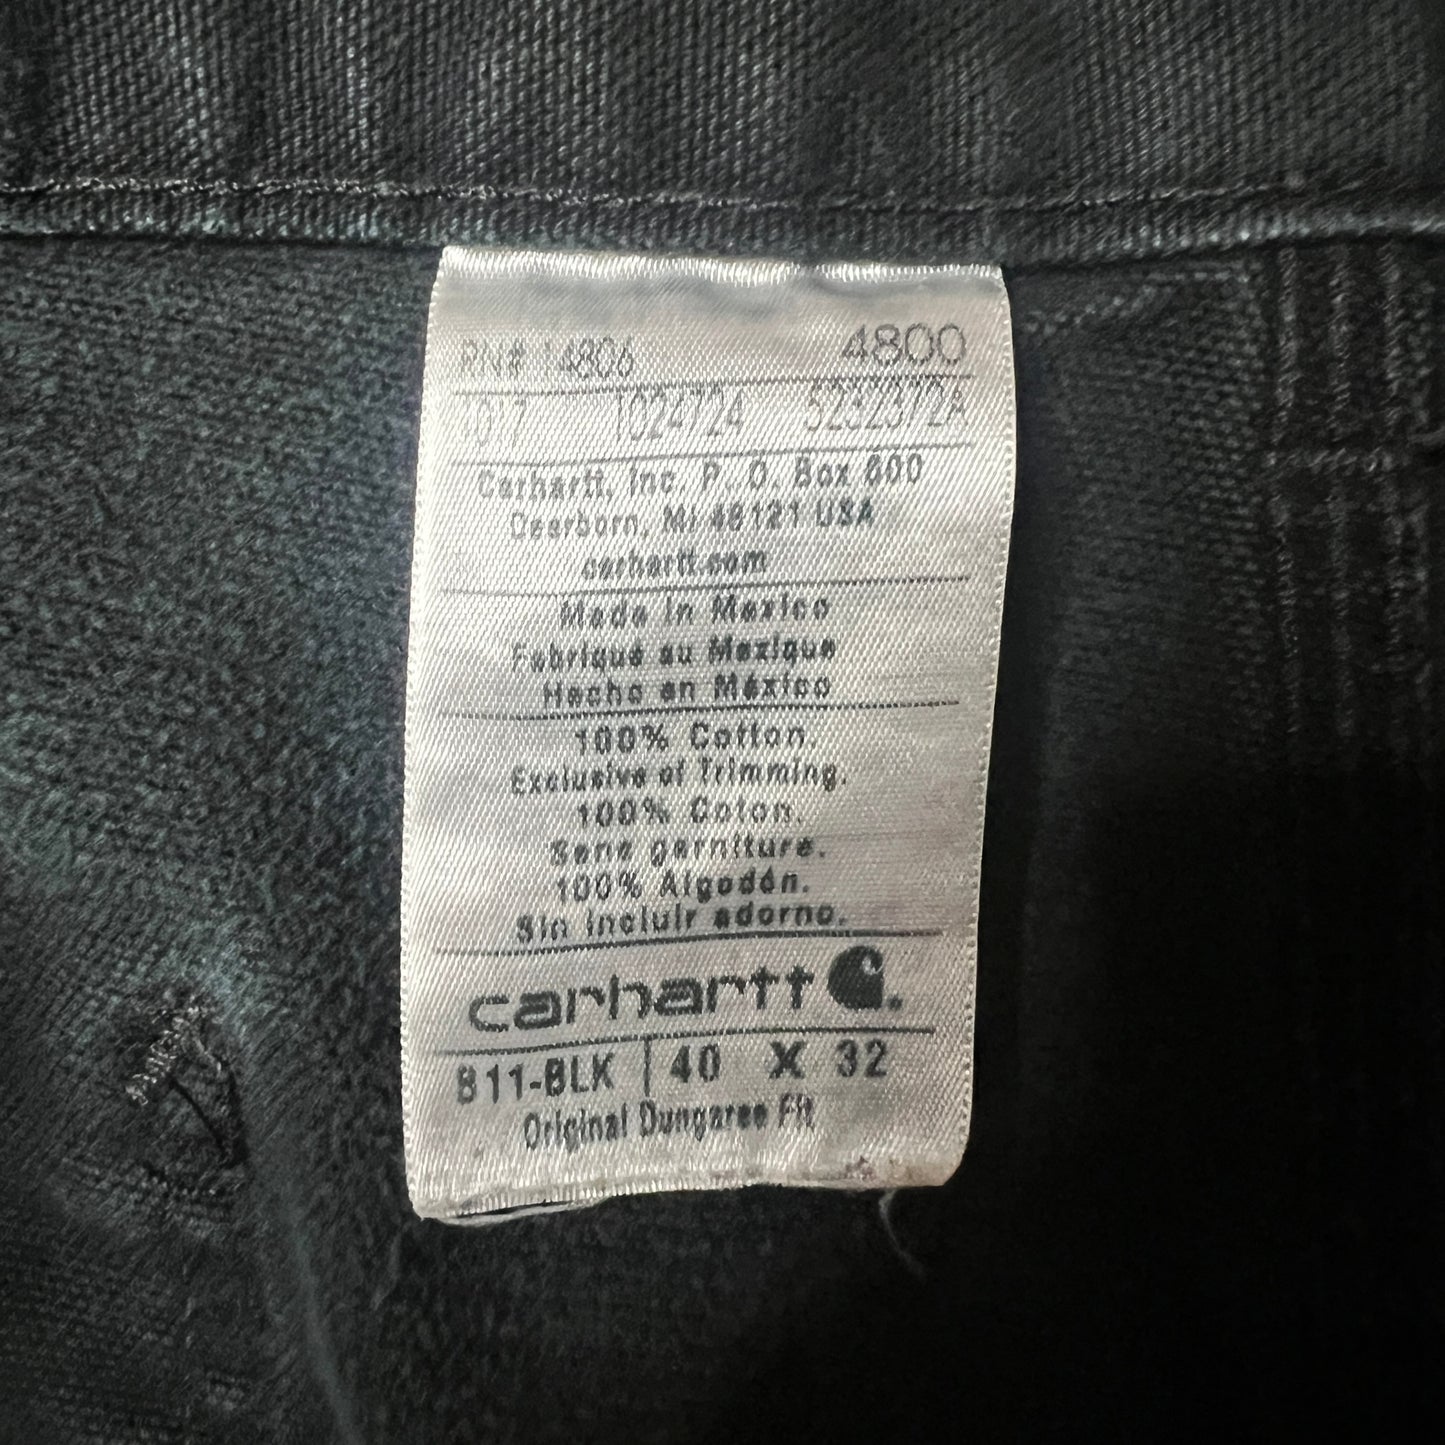 RN# 14806 4800
1017 1024724 5232372A
Carhartt, Inc. P. O. Box 600
Dearborn, MI 48121 USA
carhartt.com
Made in Mexico
Fabriqué au Mexique
Hecho en México
100% Cotton.
Exclusive of Trimming.
100% Coton.
Sans garniture.
100% Algodón.
Sin incluir adorno.
carhartt
B11-BLK | 40 X 32
Original Dungaree Fit